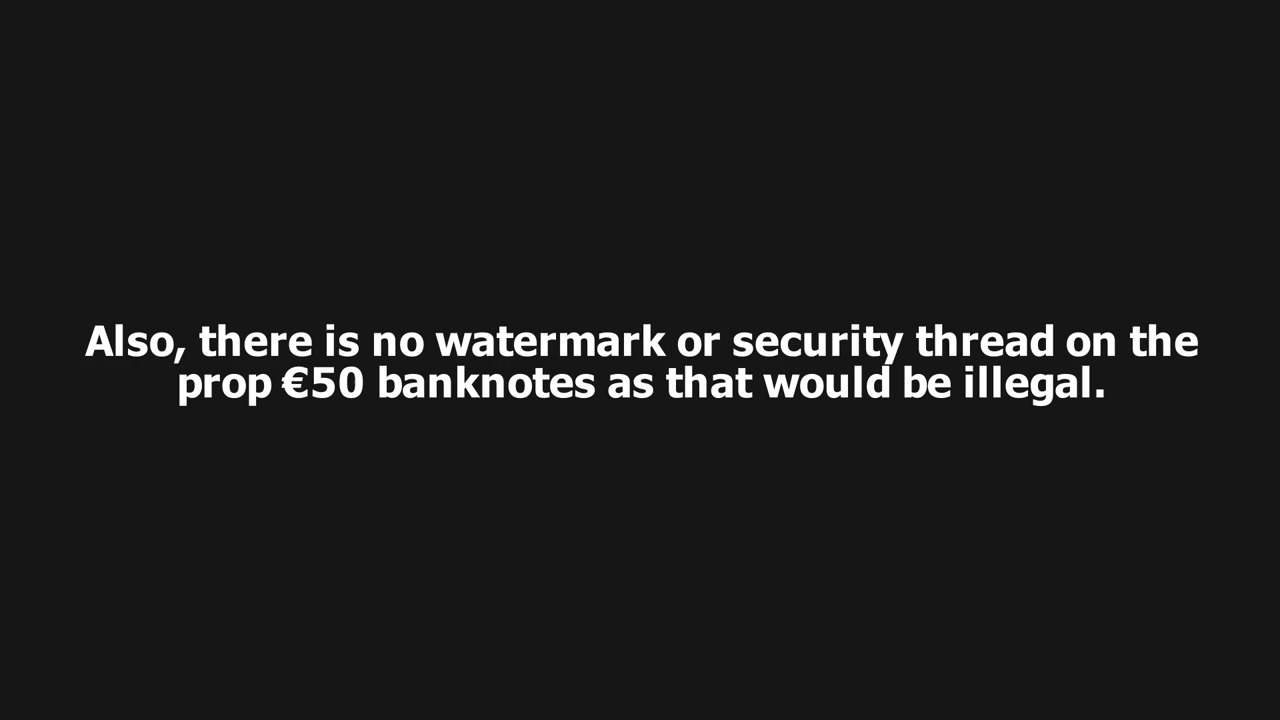 Also, there is no watermark or security thread on the
prop €50 banknotes as that would be illegal.